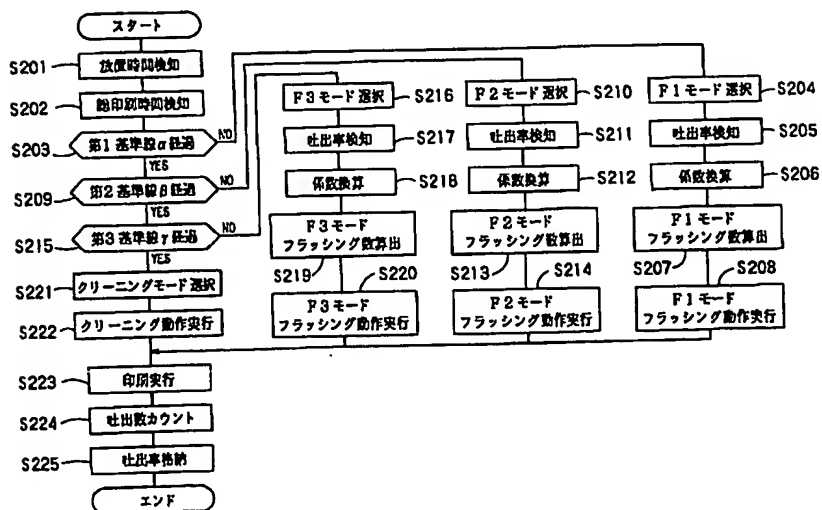 スタート
S201
放置時間検知
S202
総印刷時間検知
S203
第1基準線α経過
NO
YES
S209
第2基準線β経過
NO
YES
S215
第3基準線γ経過
NO
YES
S221
クリーニングモード選択
S222
クリーニング動作実行
S223
印刷実行
S224
吐出数カウント
S225
吐出率格納
エンド
F3モード選択
S216
吐出率検知
S217
係数換算
S218
F3モード
フラッシング数算出
S219
S220
F3モード
フラッシング動作実行
F2モード選択
S210
吐出率検知
S211
係数換算
S212
F2モード
フラッシング数算出
S213
S214
F2モード
フラッシング動作実行
F1モード選択
S204
吐出率検知
S205
係数換算
S206
F1モード
フラッシング数算出
S207
S208
F1モード
フラッシング動作実行